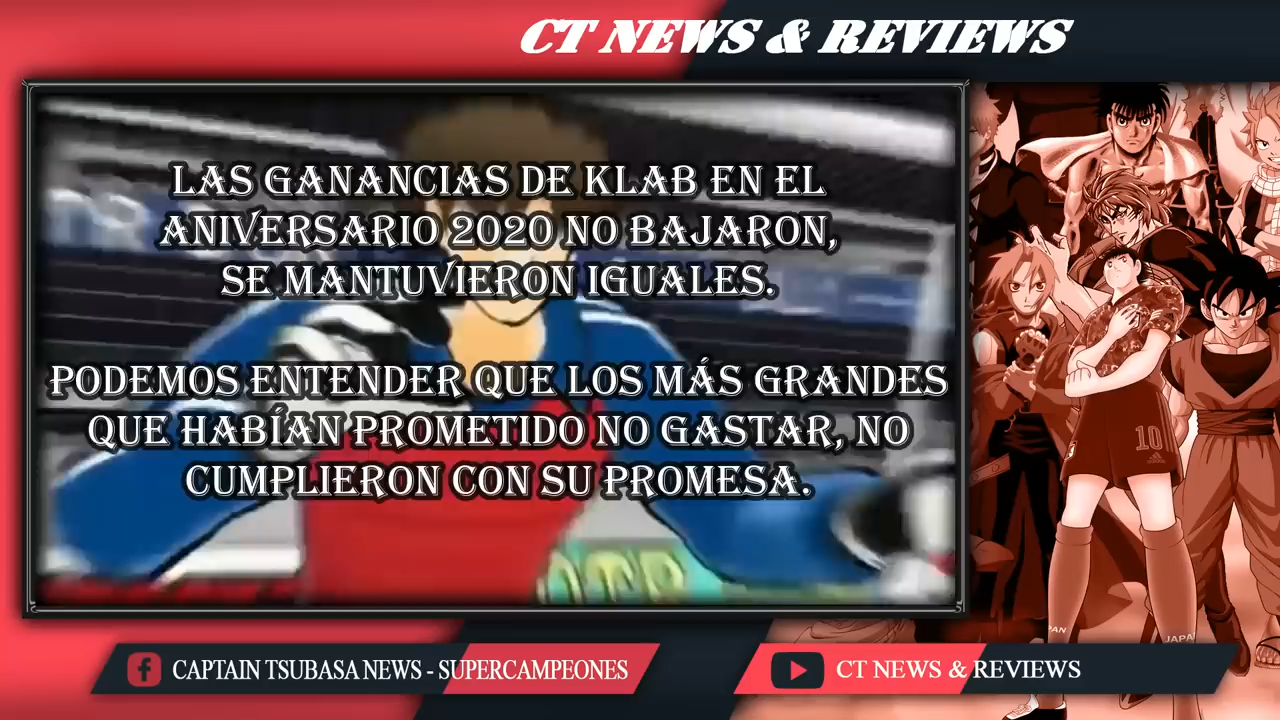 CT NEWS & REVIEWS
LAS GANANCIAS DE KLAB EN EL
ANIVERSARIO 2020 NO BAJARON,
SE MANTUVIERON IGUALES.
PODEMOS ENTENDER QUE LOS MÁS GRANDES
QUE HABÍAN PROMETIDO NO GASTAR, NO
CUMPLIERON CON SU PROMESA.
10
JAPAN
CAPTAIN TSUBASA NEWS - SUPERCAMPEONES
CT NEWS & REVIEWS